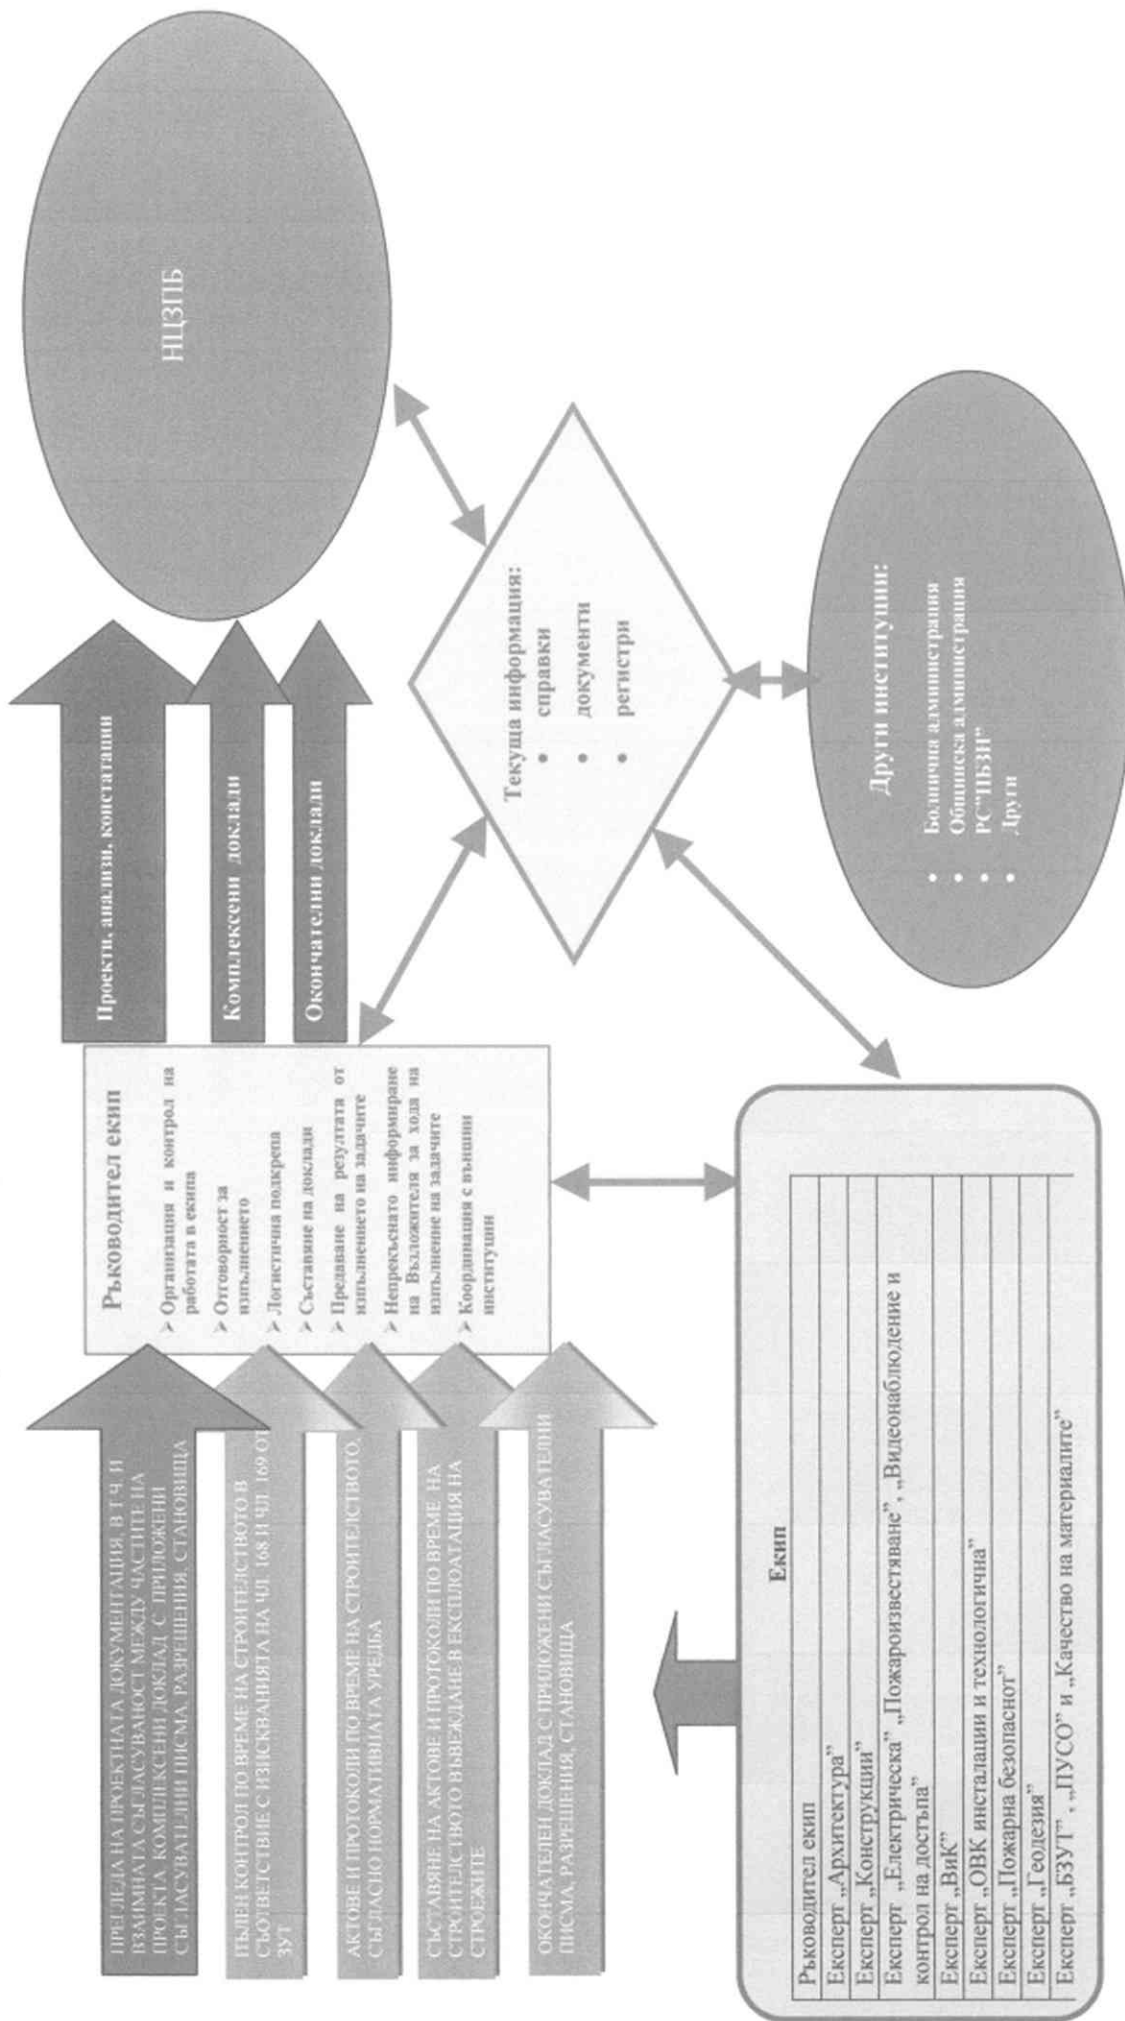 ПРЕГЛЕД НА ПРОЕКТНАТА ДОКУМЕНТАЦИЯ, В Т.Ч. И
ВЗАИМНАТА СЪГЛАСУВАНОСТ МЕЖДУ ЧАСТИТЕ НА
ПРОЕКТА КОМПЛЕКСЕНИ ДОКЛАД С ПРИЛОЖЕНИ
СЪГЛАСУВАТЕЛНИ ПИСМА, РАЗРЕШЕНИЯ, СТАНОВИЩА
ПЪЛЕН КОНТРОЛ ПО ВРЕМЕ НА СТРОИТЕЛСТВОТО В
СЪОТВЕТСТВИЕ С ИЗИСКВАНИЯТА НА ЧЛ. 168 И ЧЛ. 169 ОТ
ЗУТ
АКТОВЕ И ПРОТОКОЛИ ПО ВРЕМЕ НА СТРОИТЕЛСТВОТО,
СЪГЛАСНО НОРМАТИВНАТА УРЕДБА
СЪСТАВЯНЕ НА АКТОВЕ И ПРОТОКОЛИ ПО ВРЕМЕ НА
СТРОИТЕЛСТВОТО ВЪВЕЖДАНЕ В ЕКСПЛОАТАЦИЯ НА
СТРОЕЖИТЕ
ОКОНЧАТЕЛЕН ДОКЛАД С ПРИЛОЖЕНИ СЪГЛАСУВАТЕЛНИ
ПИСМА, РАЗРЕШЕНИЯ, СТАНОВИЩА
Ръководител екип
➢ Организация и контрол на
работата в екипа
➢ Отговорност за
изпълнението
➢ Логистична подкрепа
➢ Съставяне на доклади
➢ Предаване на резултата от
изпълнението на задачите
➢ Непрекъснато информиране
на Възложителя за хода на
изпълнение на задачите
➢ Координация с външни
институции
Проекти, анализи, констатации
Комплексени доклади
Окончателни доклади
НЦЗПБ
Текуща информация:
• справки
• документи
• регистри
Други институции:
• Болнична администрация
• Общинска администрация
• РС"ПБЗН"
• Други
Екип
Ръководител екип
Експерт „Архитектура”
Експерт „Конструкции”
Експерт „Електрическа” „Пожароизвестяване”, „Видеонаблюдение и
контрол на достъпа”
Експерт „ВиК”
Експерт „ОВК инсталации и технологична”
Експерт „Пожарна безопасност”
Експерт „Геодезия”
Експерт „БЗУТ”, „ПУСО” и „Качество на материалите”